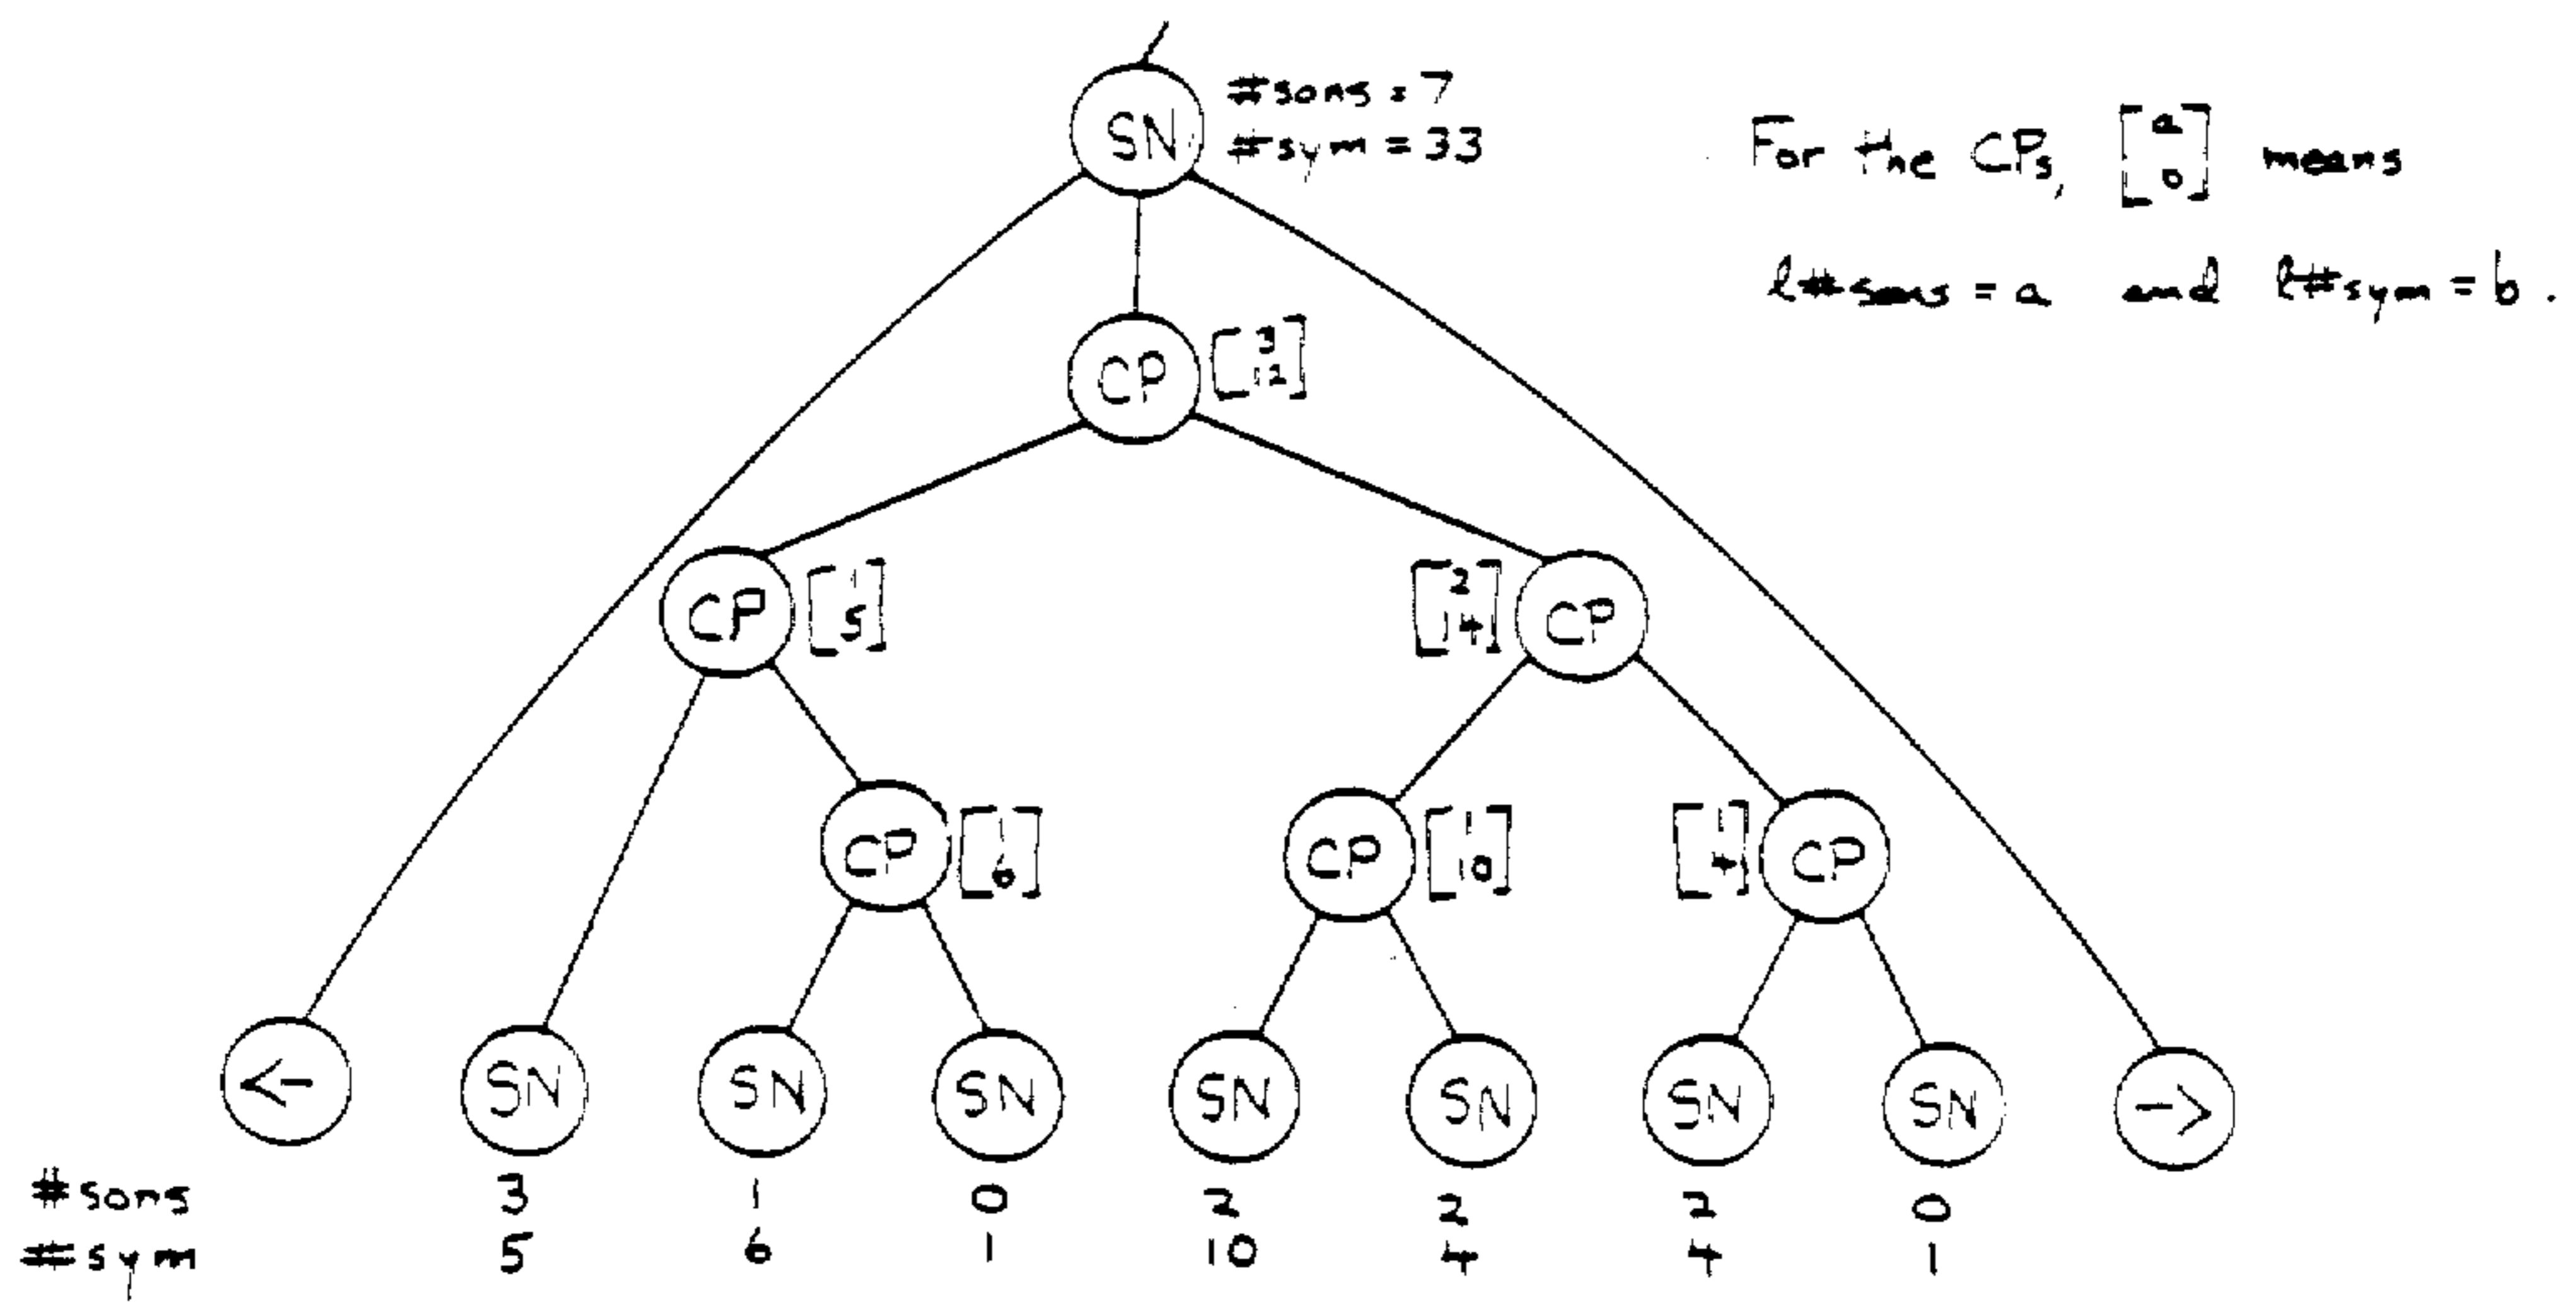 SN
#sons = 7
#sym = 33
For the CPs, [a b] means
l#sons = a and l#sym = b.
CP [3 12]
CP [1 5]
[2 14] CP
CP [1 6]
CP [1 10]
[1 4] CP
<- SN SN SN SN SN SN SN ->
#sons 3 1 0 2 2 2 0
#sym 5 6 1 10 4 4 1